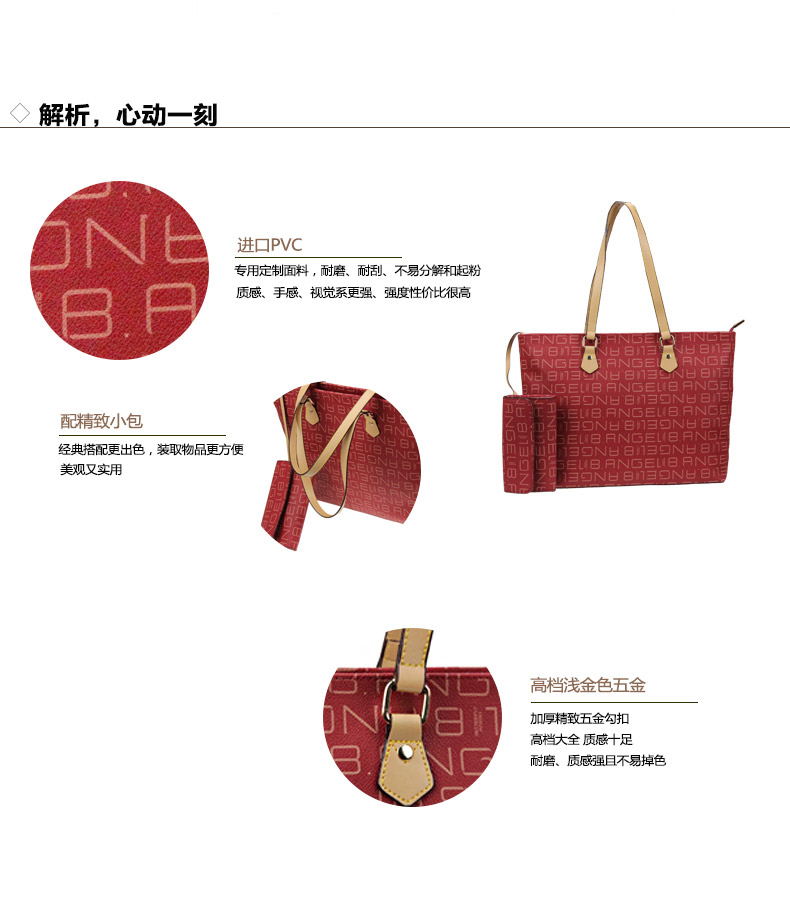 解析，心动一刻
进口PVC
专用定制面料，耐磨、耐刮、不易分解和起粉
质感、手感、视觉系更强、强度性价比很高
配精致小包
经典搭配更出色，装取物品更方便
美观又实用
高档浅金色五金
加厚精致五金勾扣
高档大全 质感十足
耐磨、质感强且不易掉色